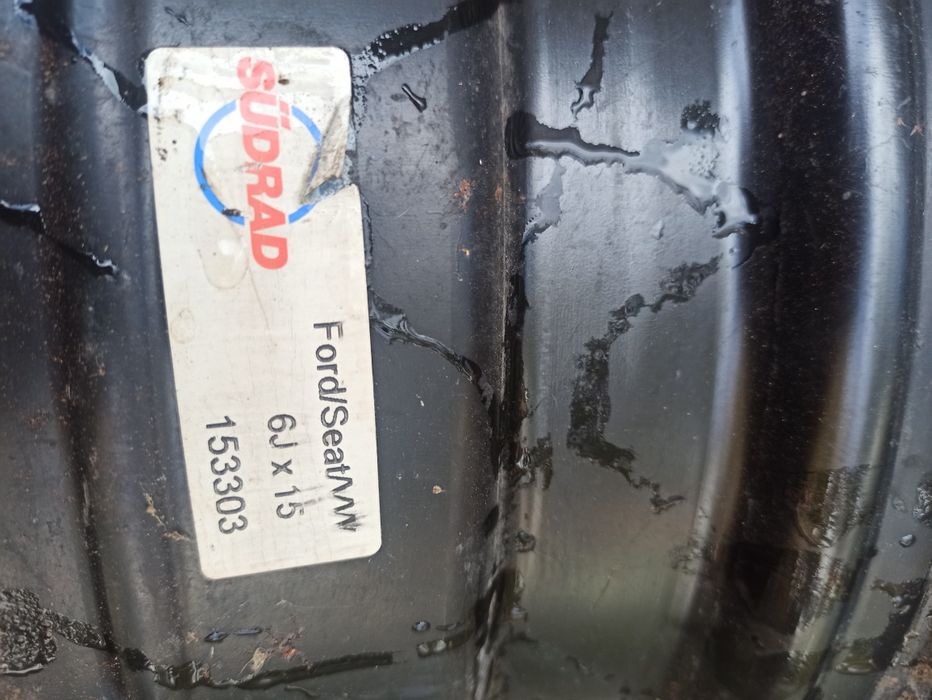 SÜDRAD
Ford/Seat/VW
6J x 15
153303